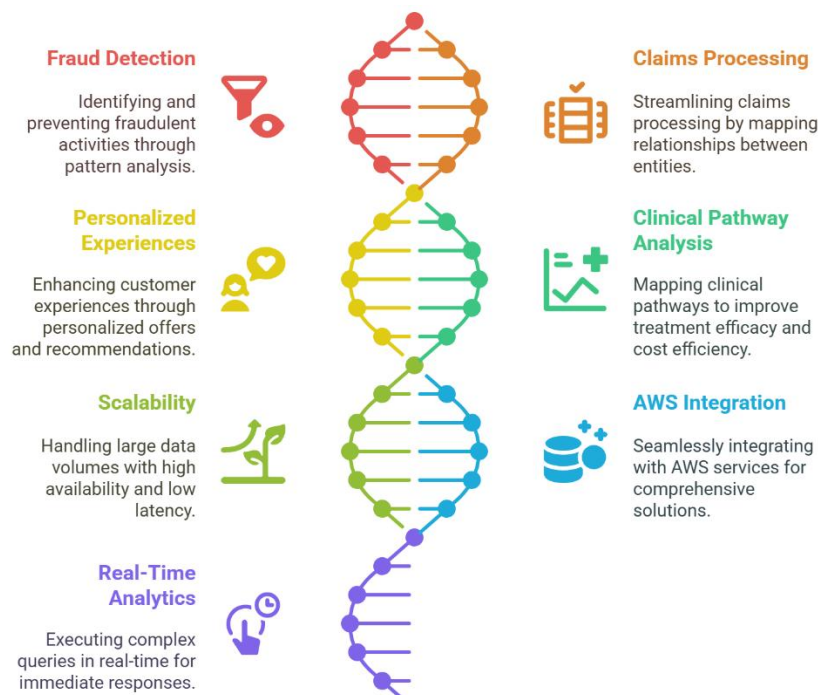 Fraud Detection
Identifying and
preventing fraudulent
activities through
pattern analysis.
Claims Processing
Streamlining claims
processing by mapping
relationships between
entities.
Personalized
Experiences
Enhancing customer
experiences through
personalized offers
and recommendations.
Clinical Pathway
Analysis
Mapping clinical
pathways to improve
treatment efficacy and
cost efficiency.
Scalability
Handling large data
volumes with high
availability and low
latency.
AWS Integration
Seamlessly integrating
with AWS services for
comprehensive
solutions.
Real-Time
Analytics
Executing complex
queries in real-time for
immediate responses.